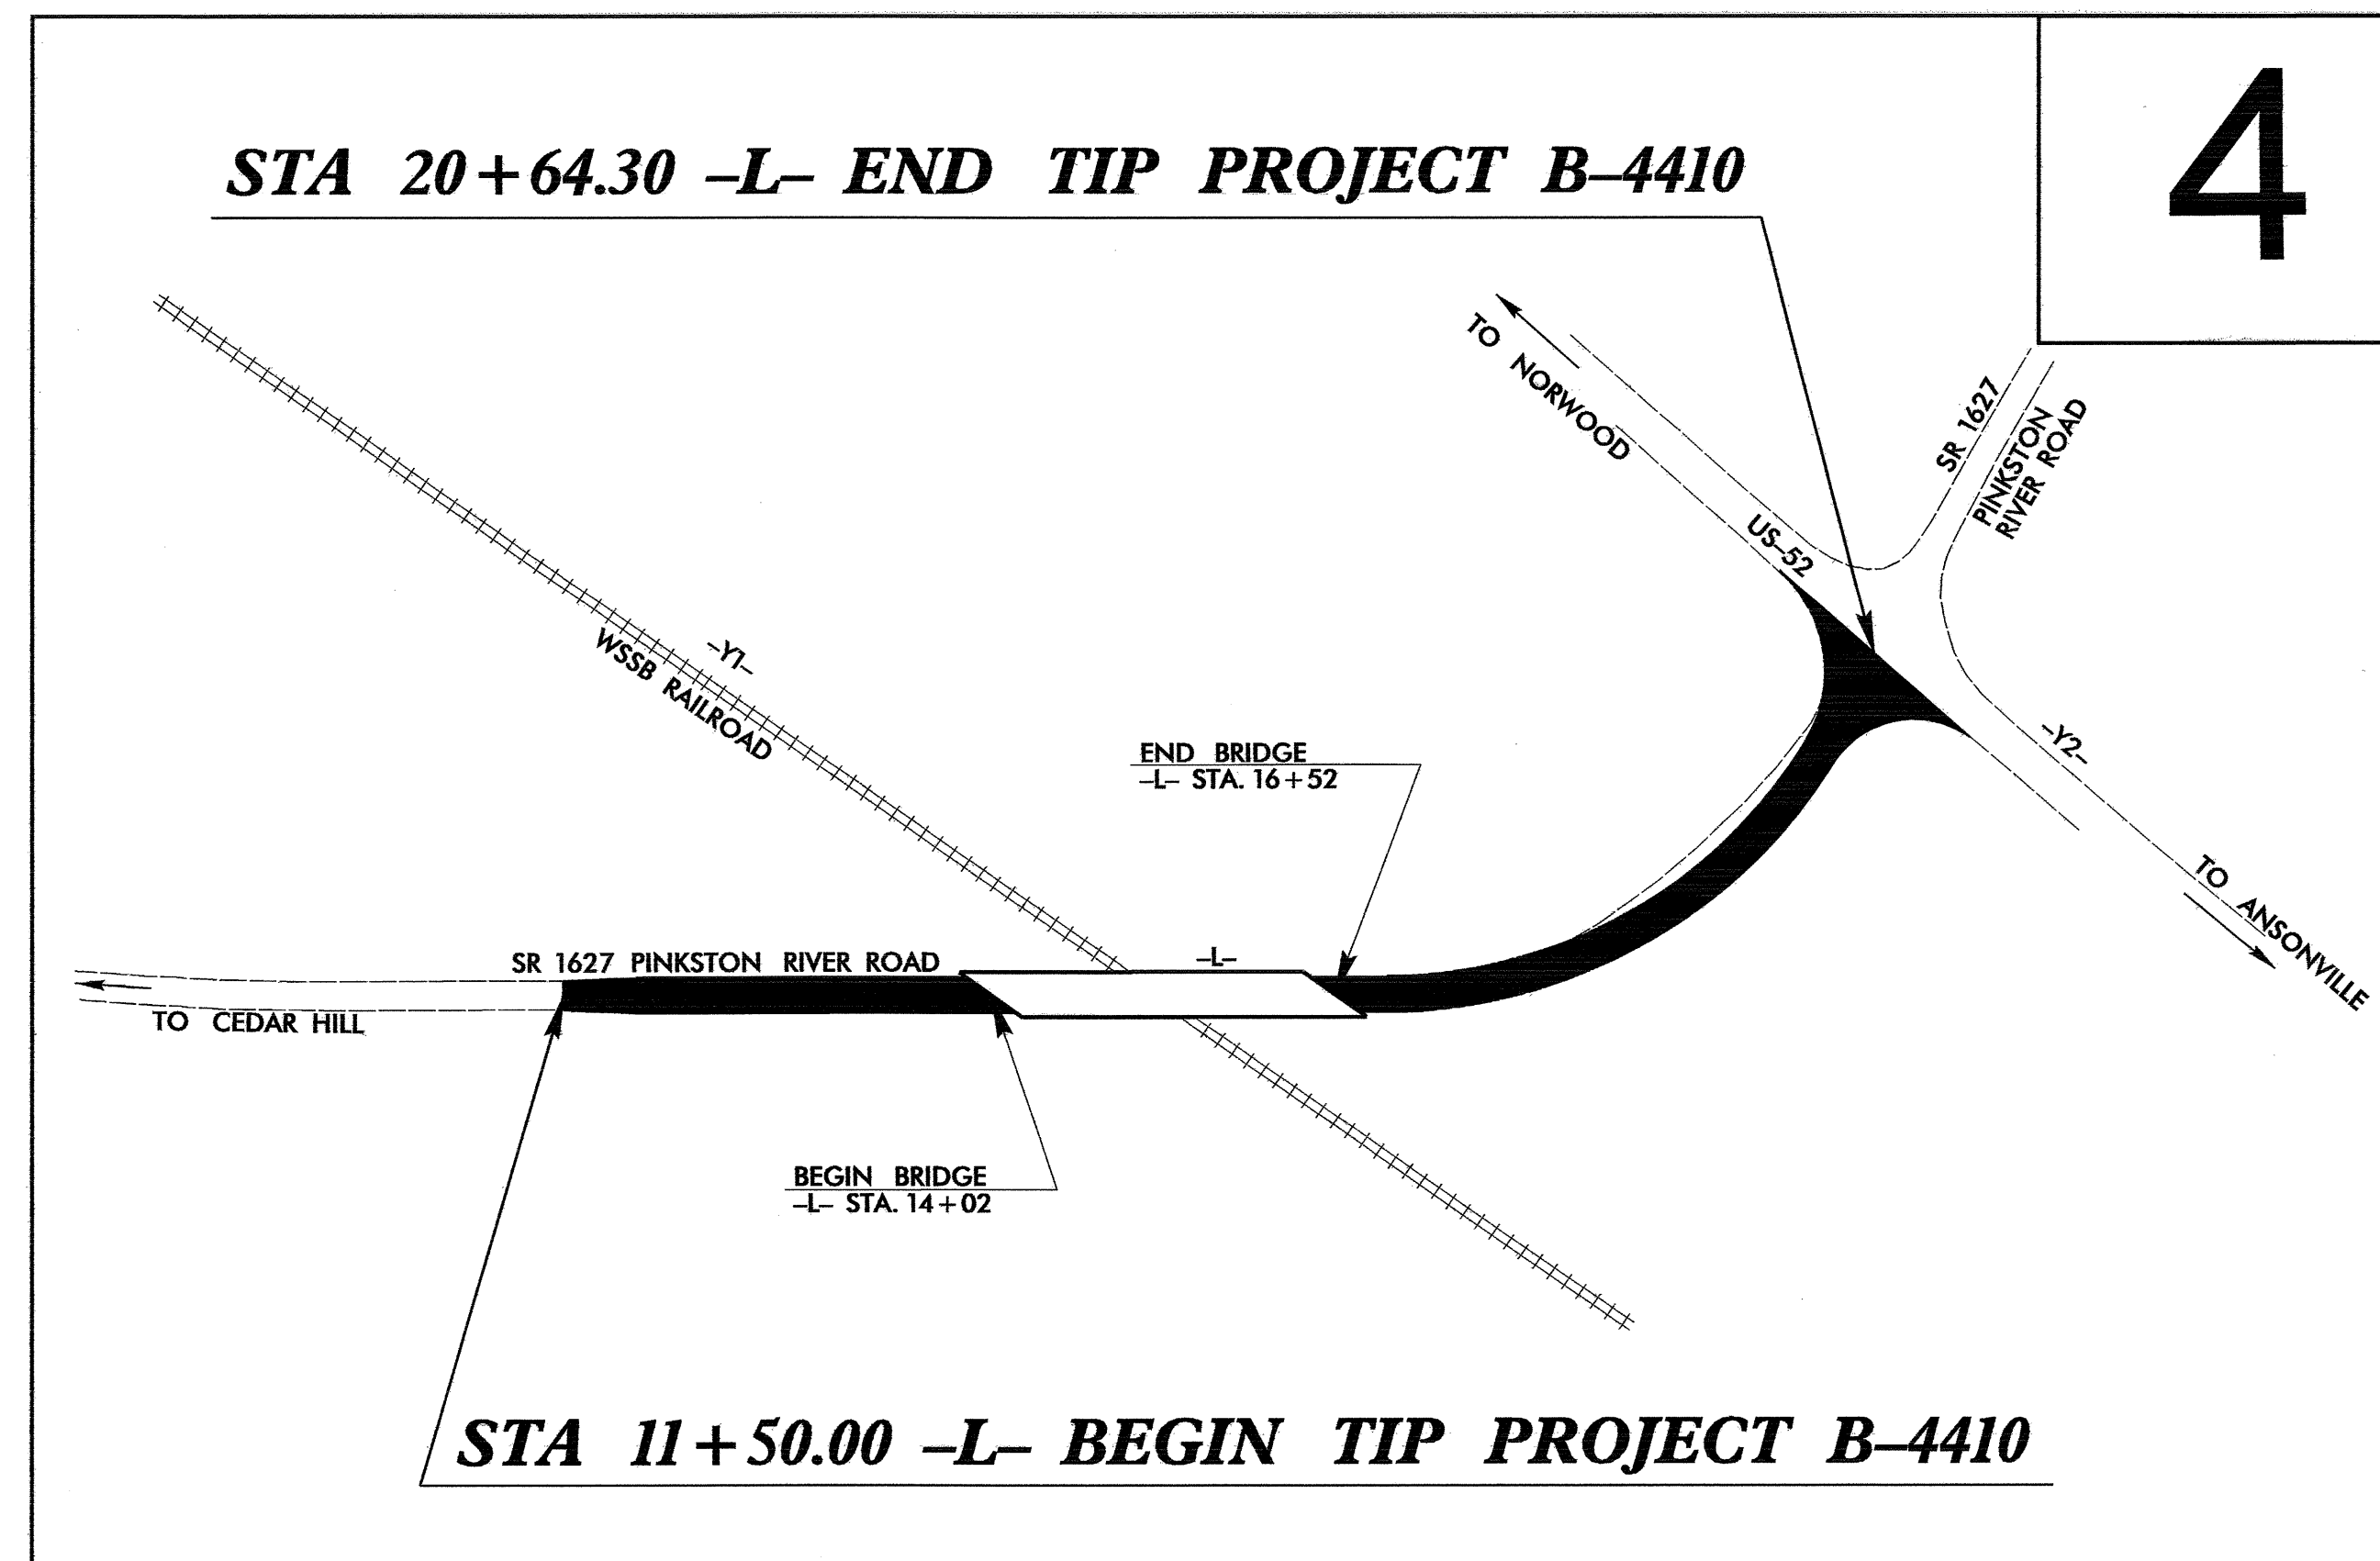 4
STA 20+64.30 –L– END TIP PROJECT B–4410
TO NORWOOD
SR 1627
PINKSTON
RIVER ROAD
US–52
–Y1–
WSSB RAILROAD
–Y2–
END BRIDGE
–L– STA. 16+52
TO ANSONVILLE
SR 1627 PINKSTON RIVER ROAD
–L–
TO CEDAR HILL
BEGIN BRIDGE
–L– STA. 14+02
STA 11+50.00 –L– BEGIN TIP PROJECT B–4410